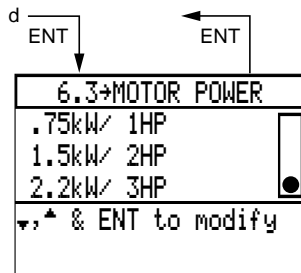 d
ENT ENT
6.3→MOTOR POWER
.75kW/ 1HP
1.5kW/ 2HP
2.2kW/ 3HP
▾,▴ & ENT to modify